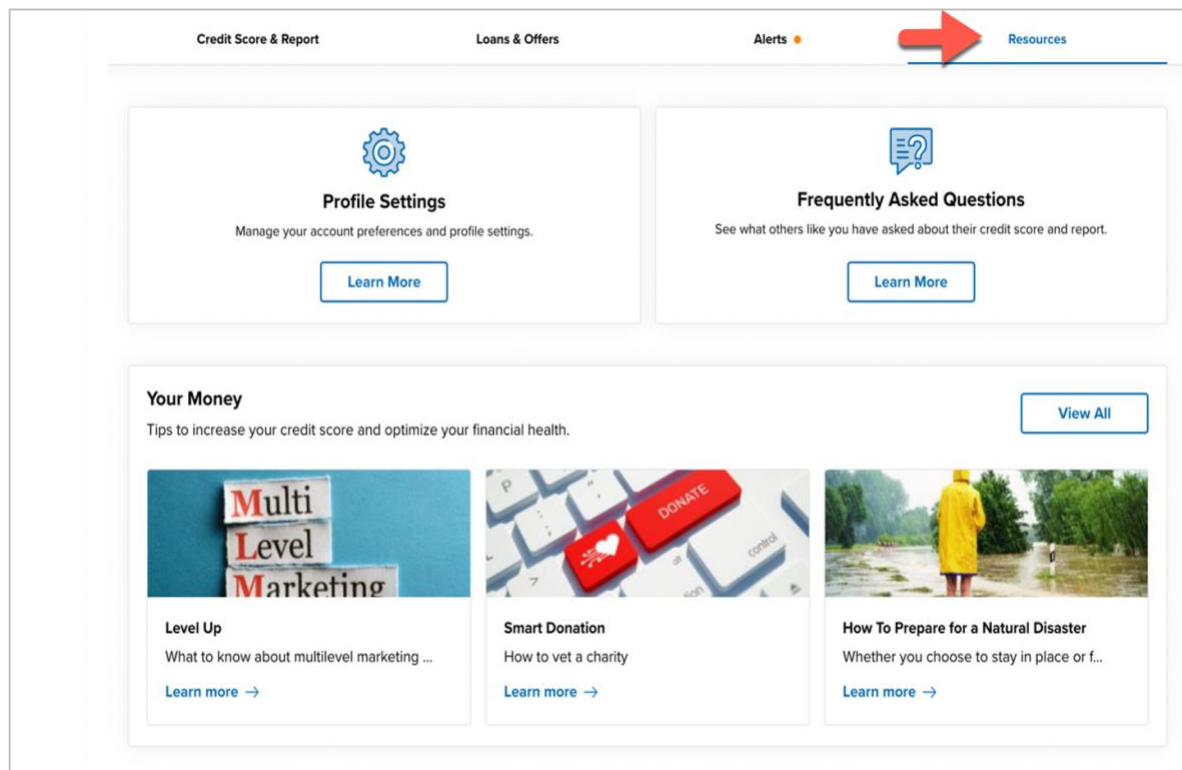 Credit Score & Report
Loans & Offers
Alerts
Resources
Profile Settings
Manage your account preferences and profile settings.
Learn More
Frequently Asked Questions
See what others like you have asked about their credit score and report.
Learn More
Your Money
Tips to increase your credit score and optimize your financial health.
View All
Multi
Level
Marketing
P
DONATE
control
Level Up
What to know about multilevel marketing ...
Learn more →
Smart Donation
How to vet a charity
Learn more →
How To Prepare for a Natural Disaster
Whether you choose to stay in place or f...
Learn more →